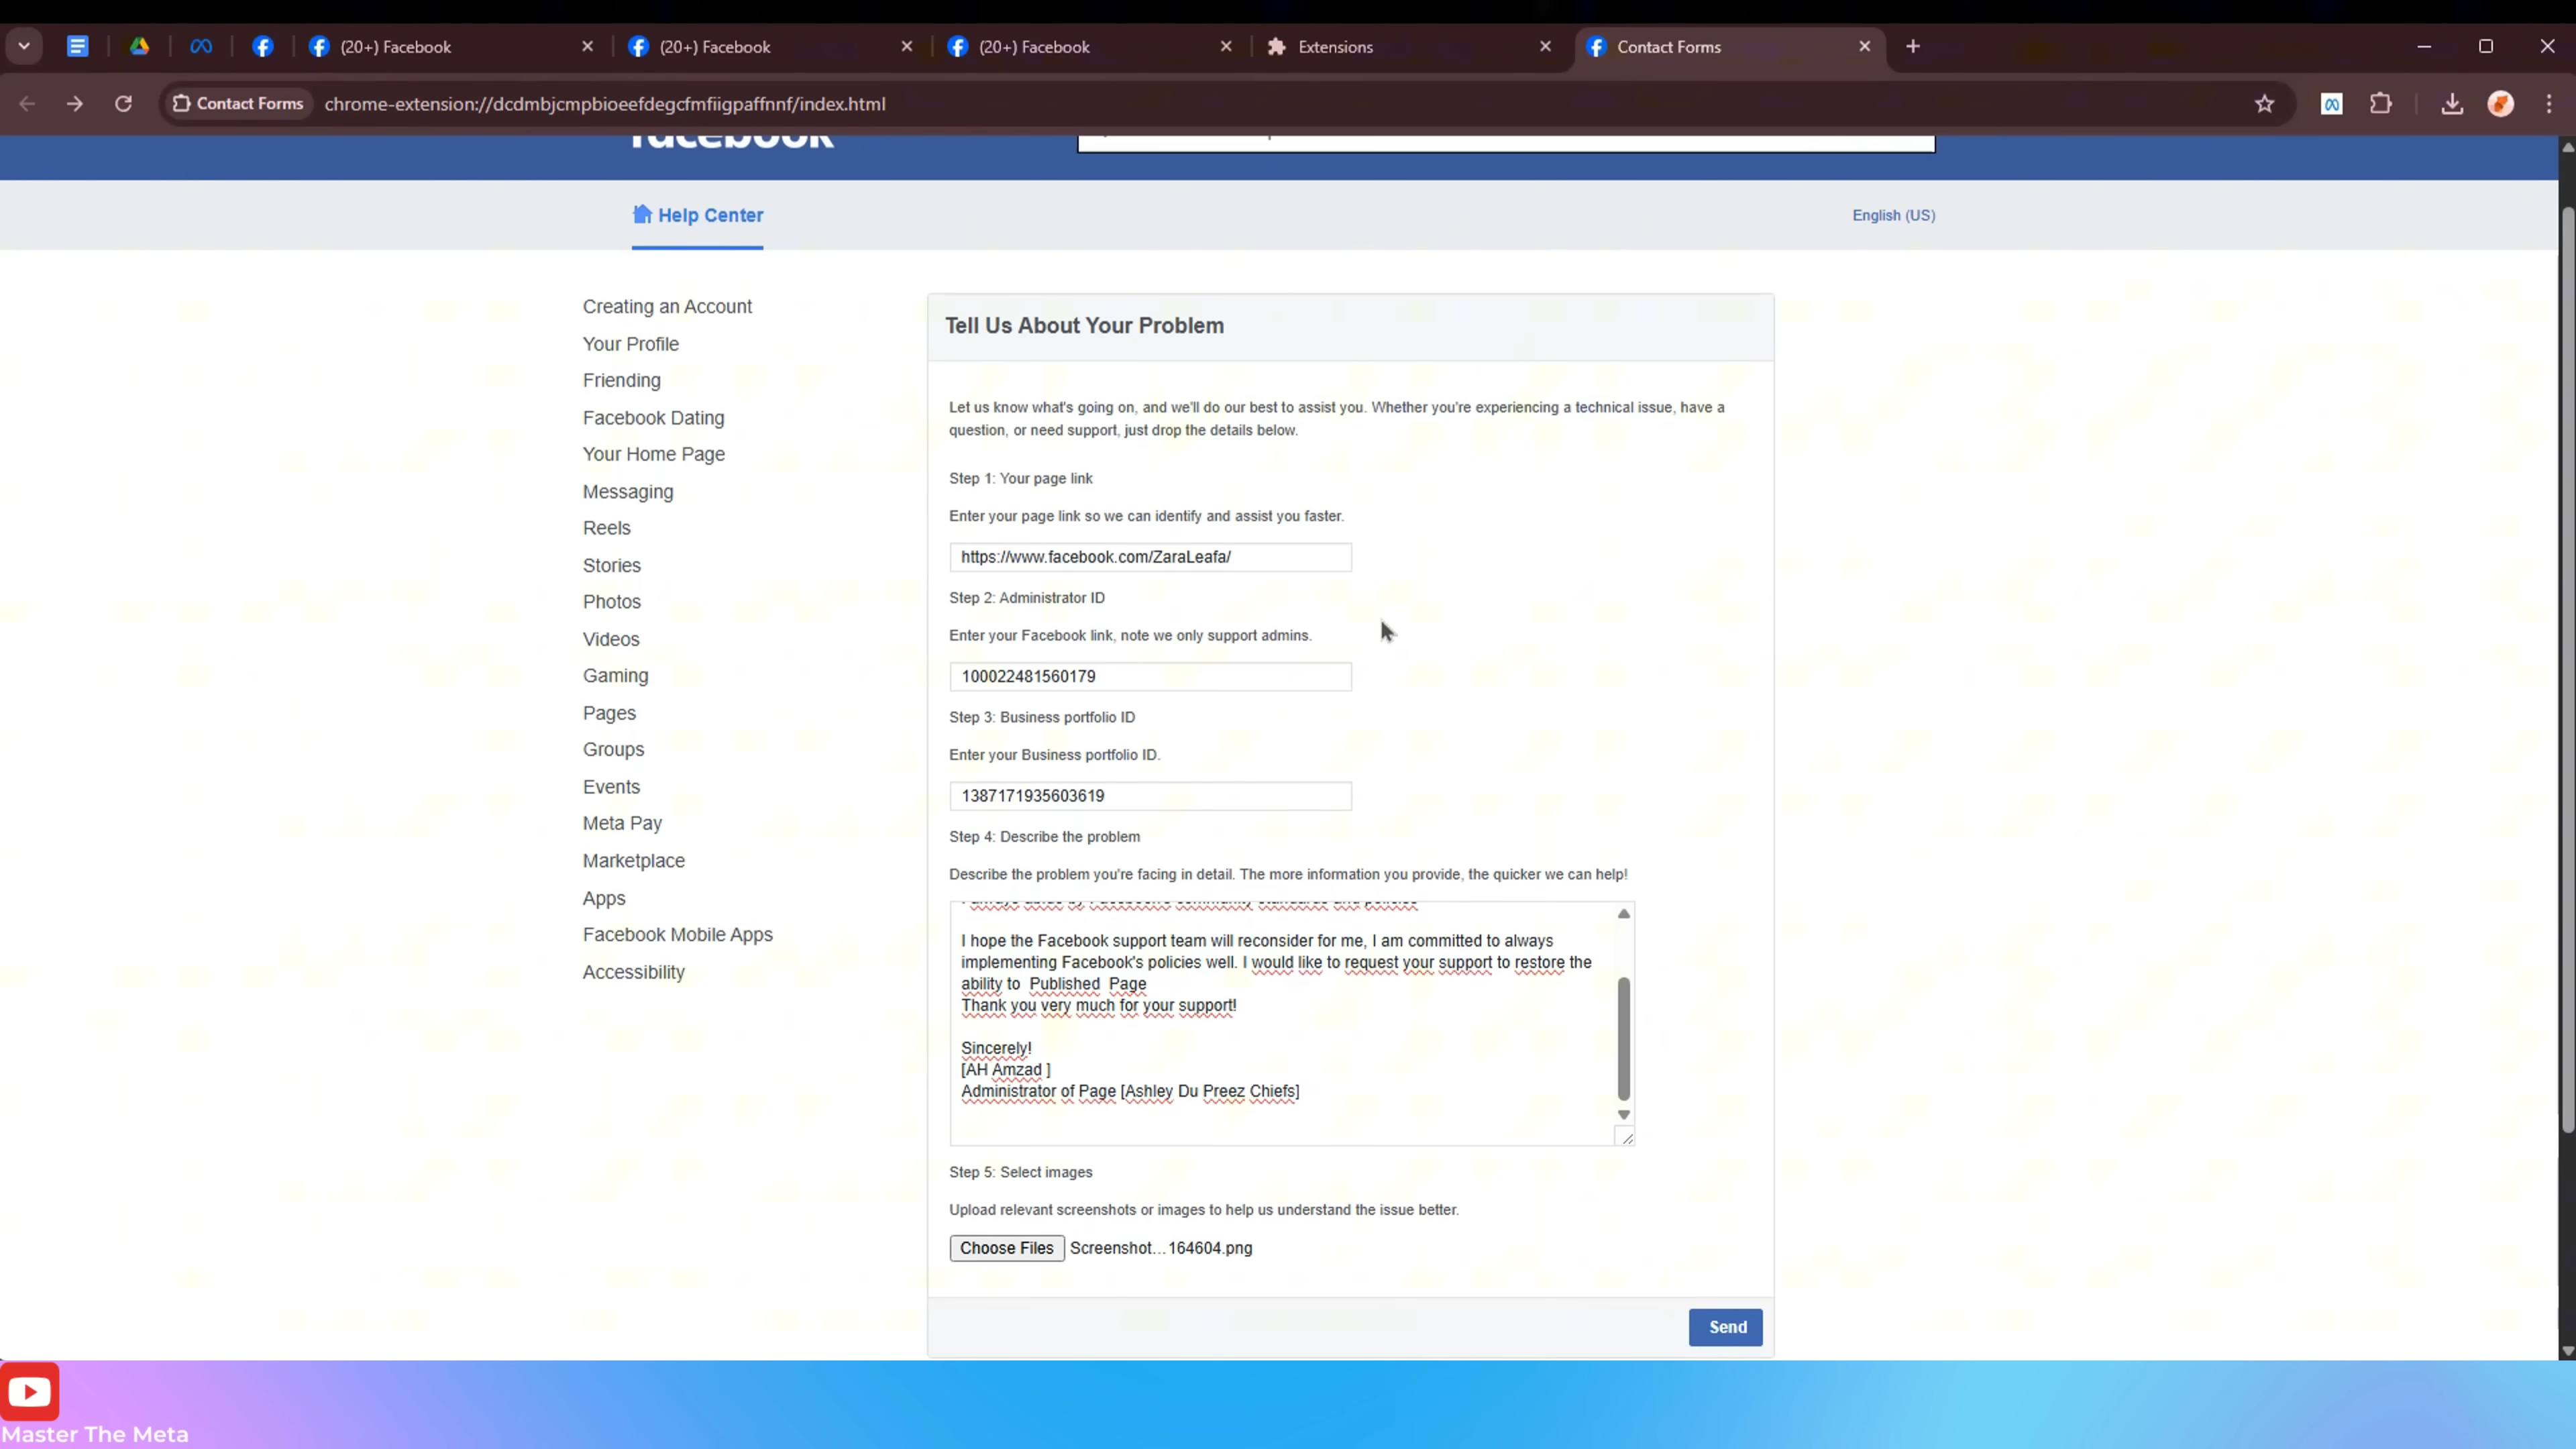 (20+) Facebook
(20+) Facebook
(20+) Facebook
Extensions
Contact Forms
Contact Forms
chrome-extension://dcdmbjcmpbioeefdegcfmfiigpaffnnf/index.html
facebook
Help Center
English (US)
Creating an Account
Your Profile
Friending
Facebook Dating
Your Home Page
Messaging
Reels
Stories
Photos
Videos
Gaming
Pages
Groups
Events
Meta Pay
Marketplace
Apps
Facebook Mobile Apps
Accessibility
Tell Us About Your Problem
Let us know what's going on, and we'll do our best to assist you. Whether you're experiencing a technical issue, have a
question, or need support, just drop the details below.
Step 1: Your page link
Enter your page link so we can identify and assist you faster.
https://www.facebook.com/ZaraLeafa/
Step 2: Administrator ID
Enter your Facebook link, note we only support admins.
100022481560179
Step 3: Business portfolio ID
Enter your Business portfolio ID.
1387171935603619
Step 4: Describe the problem
Describe the problem you're facing in detail. The more information you provide, the quicker we can help!
I always abide by Facebook's community standards and policies
I hope the Facebook support team will reconsider for me, I am committed to always
implementing Facebook's policies well. I would like to request your support to restore the
ability to  Published  Page
Thank you very much for your support!
Sincerely!
[AH Amzad ]
Administrator of Page [Ashley Du Preez Chiefs]
Step 5: Select images
Upload relevant screenshots or images to help us understand the issue better.
Choose Files Screenshot...164604.png
Send
Master The Meta